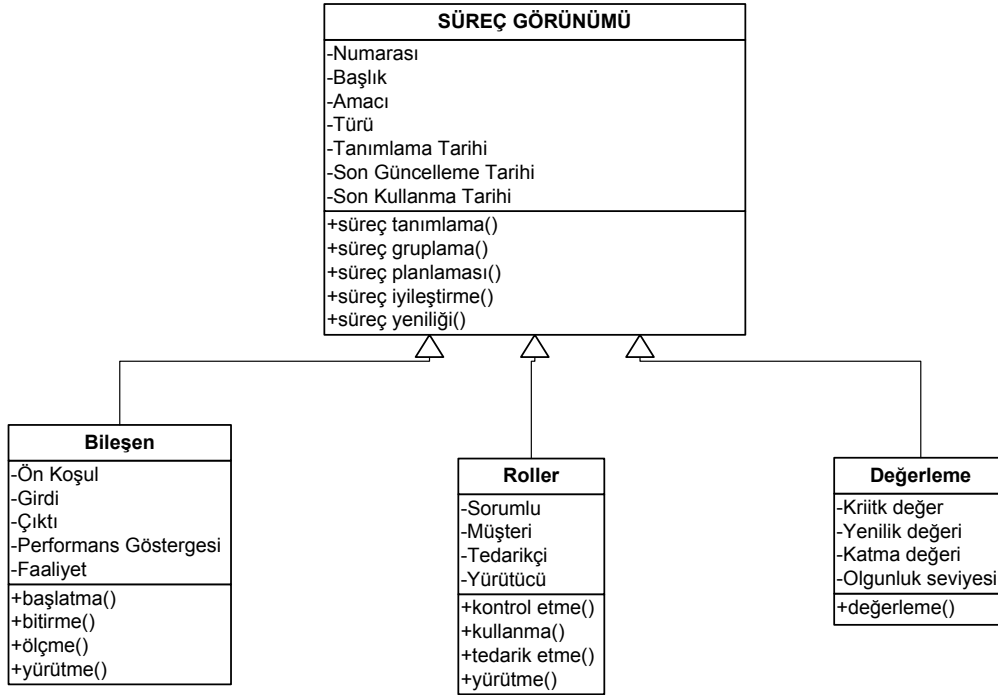 SÜREÇ GÖRÜNÜMÜ
-Numarası
-Başlık
-Amacı
-Türü
-Tanımlama Tarihi
-Son Güncelleme Tarihi
-Son Kullanma Tarihi
+süreç tanımlama()
+süreç gruplama()
+süreç planlaması()
+süreç iyileştirme()
+süreç yeniliği()
Bileşen
-Ön Koşul
-Girdi
-Çıktı
-Performans Göstergesi
-Faaliyet
+başlatma()
+bitirme()
+ölçme()
+yürütme()
Roller
-Sorumlu
-Müşteri
-Tedarikçi
-Yürütücü
+kontrol etme()
+kullanma()
+tedarik etme()
+yürütme()
Değerleme
-Kriitk değer
-Yenilik değeri
-Katma değeri
-Olgunluk seviyesi
+değerleme()